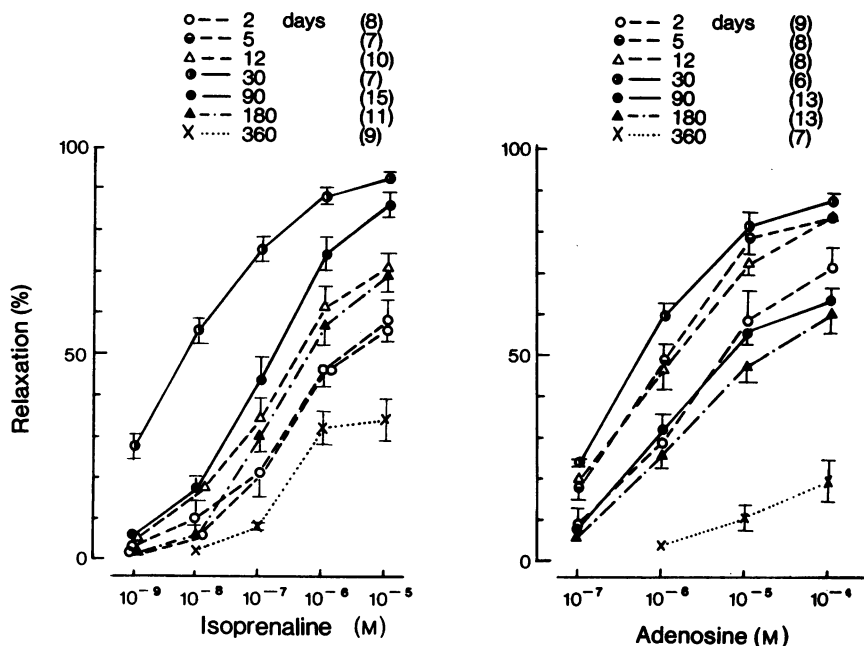 2 days (8)
5 (7)
12 (10)
30 (7)
90 (15)
180 (11)
360 (9)
100
50
0
Relaxation (%)
10⁻⁹ 10⁻⁸ 10⁻⁷ 10⁻⁶ 10⁻⁵
Isoprenaline (M)
2 days (9)
5 (8)
12 (8)
30 (6)
90 (13)
180 (13)
360 (7)
100
50
0
10⁻⁷ 10⁻⁶ 10⁻⁵ 10⁻⁴
Adenosine (M)